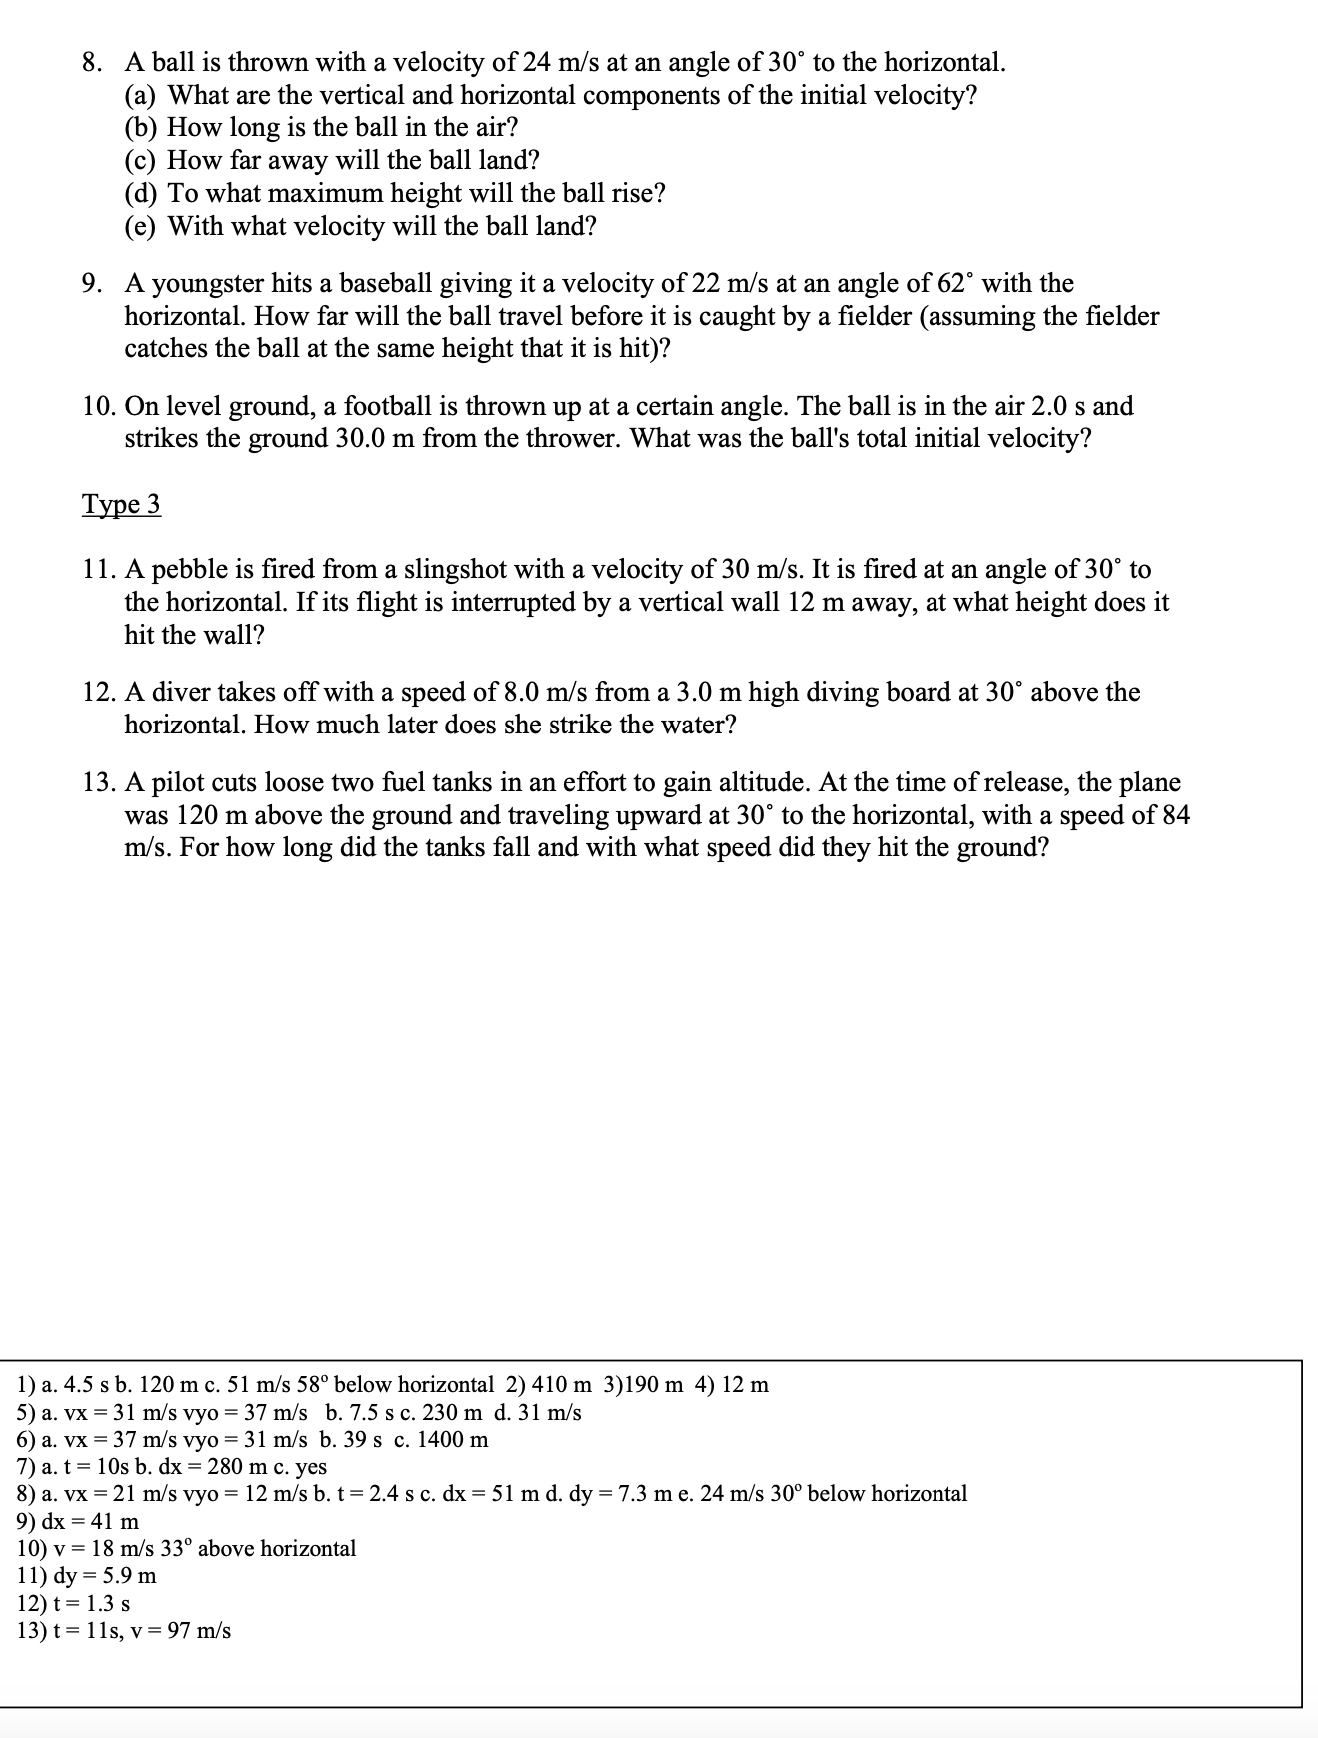 8. A ball is thrown with a velocity of 24 m/s at an angle of 30˚ to the horizontal.
(a) What are the vertical and horizontal components of the initial velocity?
(b) How long is the ball in the air?
(c) How far away will the ball land?
(d) To what maximum height will the ball rise?
(e) With what velocity will the ball land?
9. A youngster hits a baseball giving it a velocity of 22 m/s at an angle of 62˚ with the
horizontal. How far will the ball travel before it is caught by a fielder (assuming the fielder
catches the ball at the same height that it is hit)?
10. On level ground, a football is thrown up at a certain angle. The ball is in the air 2.0 s and
strikes the ground 30.0 m from the thrower. What was the ball's total initial velocity?
Type 3
11. A pebble is fired from a slingshot with a velocity of 30 m/s. It is fired at an angle of 30˚ to
the horizontal. If its flight is interrupted by a vertical wall 12 m away, at what height does it
hit the wall?
12. A diver takes off with a speed of 8.0 m/s from a 3.0 m high diving board at 30˚ above the
horizontal. How much later does she strike the water?
13. A pilot cuts loose two fuel tanks in an effort to gain altitude. At the time of release, the plane
was 120 m above the ground and traveling upward at 30˚ to the horizontal, with a speed of 84
m/s. For how long did the tanks fall and with what speed did they hit the ground?
1) a. 4.5 s b. 120 m c. 51 m/s 58º below horizontal 2) 410 m 3)190 m 4) 12 m
5) a. vx = 31 m/s vyo = 37 m/s b. 7.5 s c. 230 m d. 31 m/s
6) a. vx = 37 m/s vyo = 31 m/s b. 39 s c. 1400 m
7) a. t = 10s b. dx = 280 m c. yes
8) a. vx = 21 m/s vyo = 12 m/s b. t = 2.4 s c. dx = 51 m d. dy = 7.3 m e. 24 m/s 30º below horizontal
9) dx = 41 m
10) v = 18 m/s 33º above horizontal
11) dy = 5.9 m
12) t = 1.3 s
13) t = 11s, v = 97 m/s